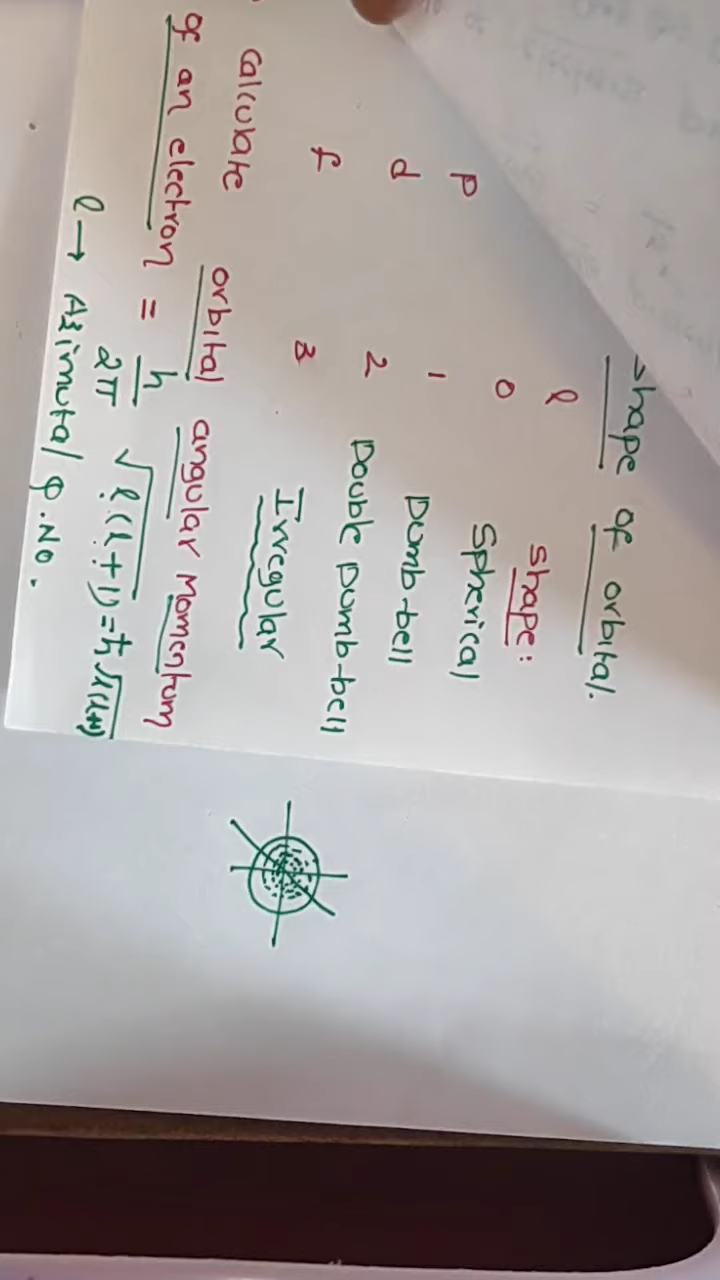 shape of orbital.
l shape:
0 Spherical
p 1 Dumb-bell
d 2 Double Dumb-bell
f 3 Irregular
Calculate orbital angular Momentum
of an electron = h/2π √l(l+1) = ħ√l(l+1)
l → Azimutal Q.No.